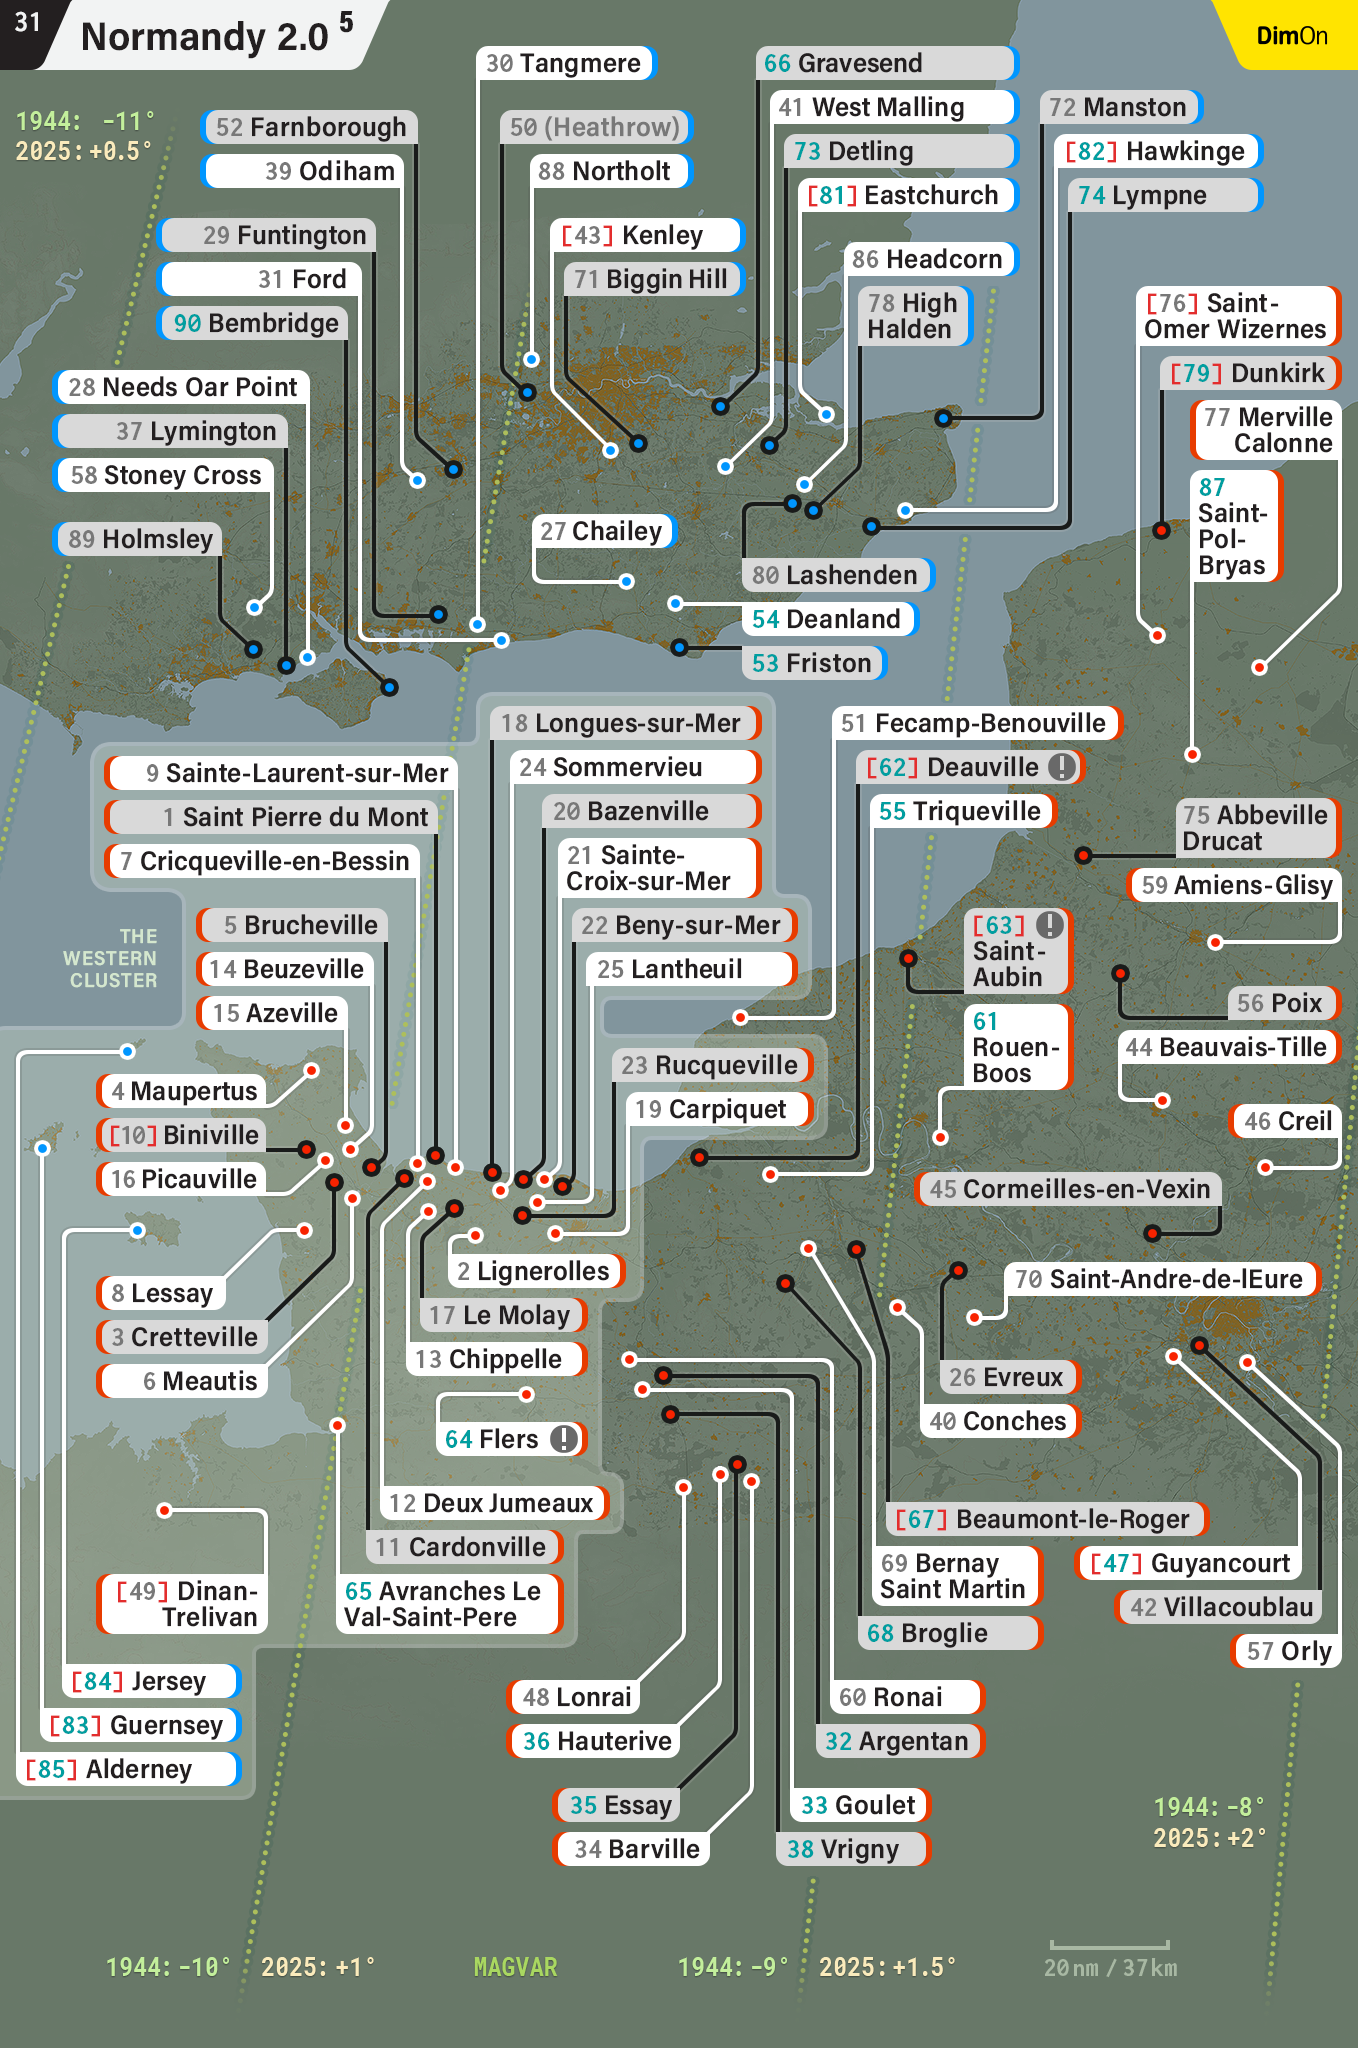 31
Normandy 2.0 5
DimOn
1944: -11°
2025: +0.5°
30 Tangmere
66 Gravesend
52 Farnborough
50 (Heathrow)
41 West Malling
72 Manston
39 Odiham
88 Northolt
73 Detling
[82] Hawkinge
[81] Eastchurch
74 Lympne
29 Funtington
[43] Kenley
31 Ford
71 Biggin Hill
86 Headcorn
90 Bembridge
78 High
Halden
[76] Saint-
Omer Wizernes
28 Needs Oar Point
[79] Dunkirk
37 Lymington
77 Merville
Calonne
58 Stoney Cross
87
Saint-
Pol-
Bryas
89 Holmsley
27 Chailey
80 Lashenden
54 Deanland
53 Friston
18 Longues-sur-Mer
51 Fecamp-Benouville
9 Sainte-Laurent-sur-Mer
24 Sommervieu
[62] Deauville !
1 Saint Pierre du Mont
20 Bazenville
55 Triqueville
75 Abbeville
Drucat
7 Cricqueville-en-Bessin
21 Sainte-
Croix-sur-Mer
59 Amiens-Glisy
5 Brucheville
22 Beny-sur-Mer
[63] !
Saint-
Aubin
THE
WESTERN
CLUSTER
14 Beuzeville
25 Lantheuil
15 Azeville
56 Poix
61
Rouen-
Boos
44 Beauvais-Tille
23 Rucqueville
4 Maupertus
19 Carpiquet
46 Creil
[10] Biniville
16 Picauville
45 Cormeilles-en-Vexin
2 Lignerolles
70 Saint-Andre-de-lEure
8 Lessay
17 Le Molay
3 Cretteville
13 Chippelle
26 Evreux
6 Meautis
40 Conches
64 Flers !
12 Deux Jumeaux
[67] Beaumont-le-Roger
11 Cardonville
69 Bernay
Saint Martin
[47] Guyancourt
[49] Dinan-
Trelivan
65 Avranches Le
Val-Saint-Pere
42 Villacoublau
68 Broglie
57 Orly
[84] Jersey
48 Lonrai
60 Ronai
[83] Guernsey
36 Hauterive
32 Argentan
[85] Alderney
35 Essay
33 Goulet
34 Barville
38 Vrigny
1944: -8°
2025: +2°
1944: -10° 2025: +1° MAGVAR 1944: -9° 2025: +1.5°
20 nm / 37 km